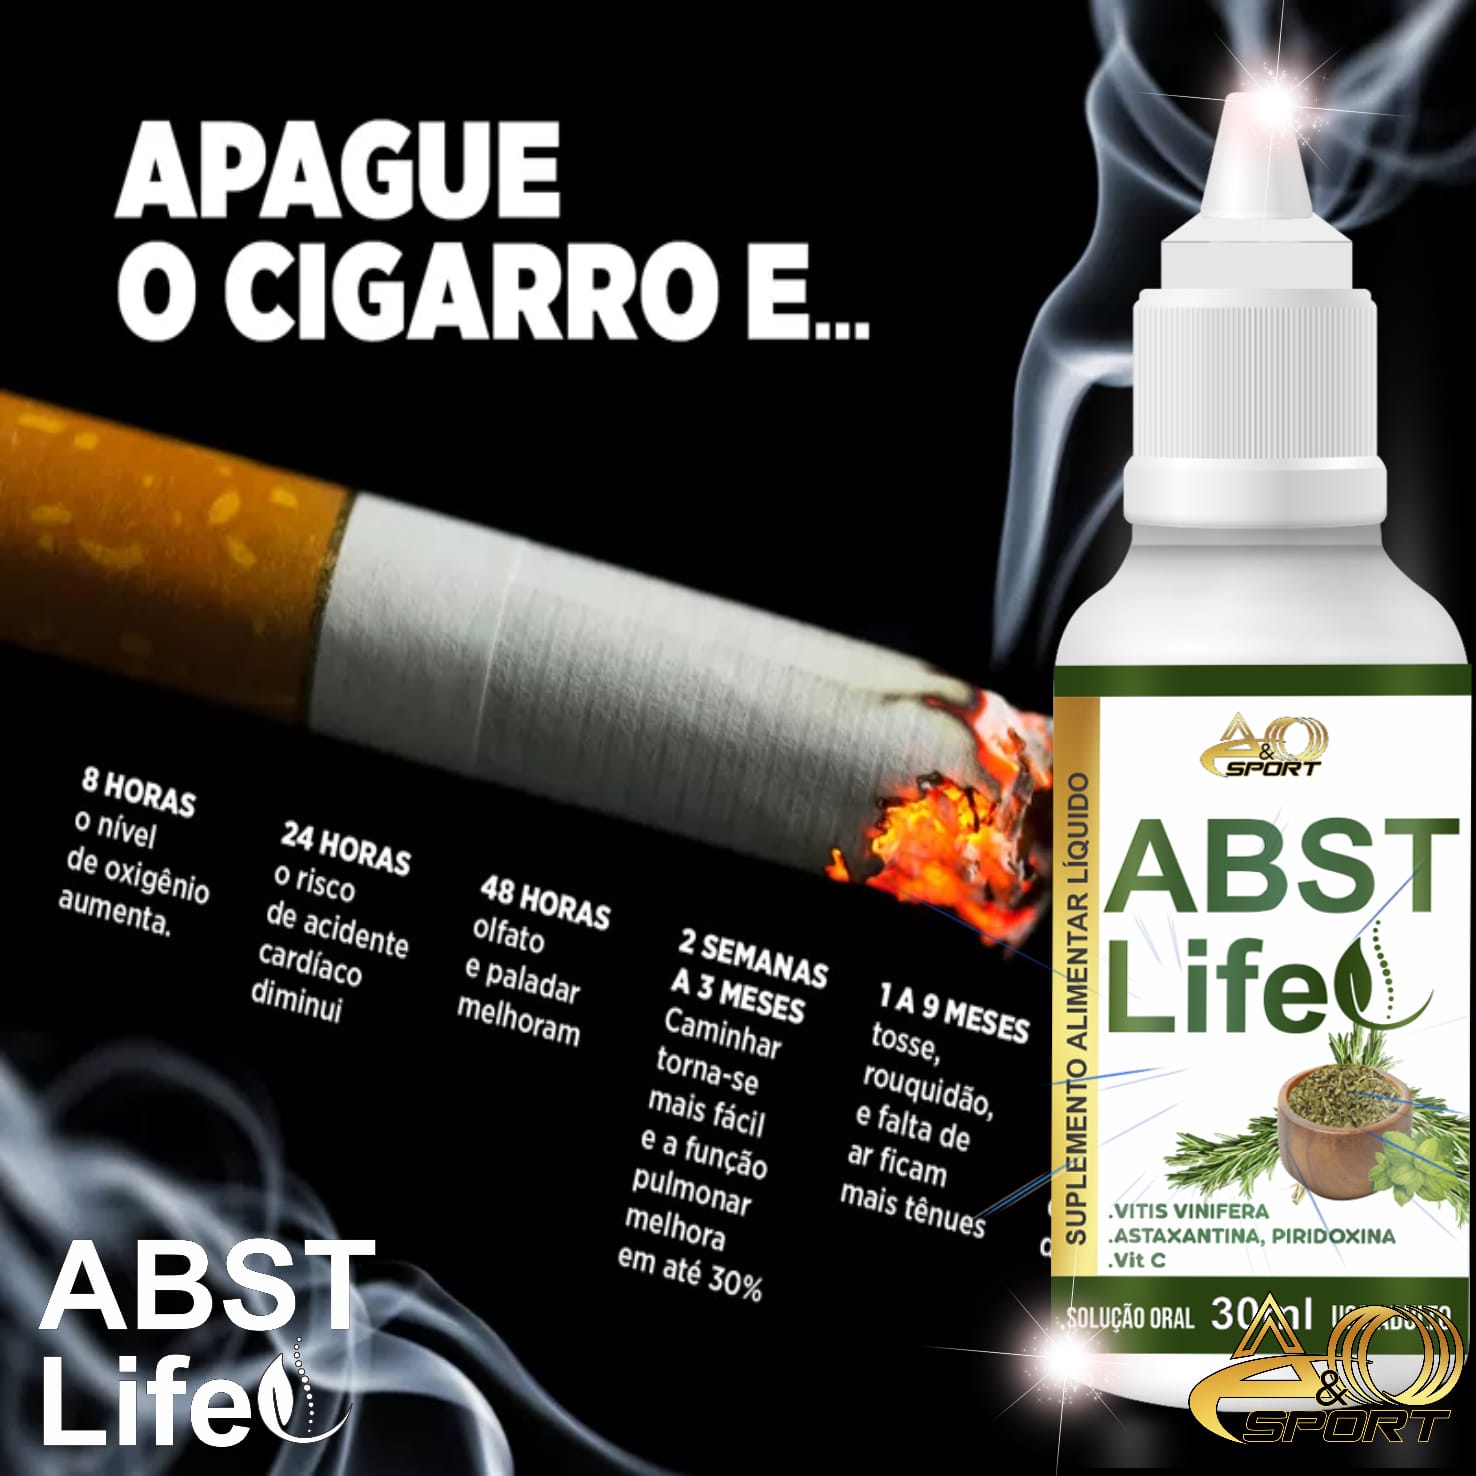 APAGUE
O CIGARRO E...
8 HORAS
o nível
de oxigênio
aumenta.
24 HORAS
o risco
de acidente
cardíaco
diminui
48 HORAS
olfato
e paladar
melhoram
2 SEMANAS
A 3 MESES
Caminhar
torna-se
mais fácil
e a função
pulmonar
melhora
em até 30%
1 A 9 MESES
tosse,
rouquidão,
e falta de
ar ficam
mais tênues
A&O
SPORT
SUPLEMENTO ALIMENTAR LÍQUIDO
ABST
Life
.VITIS VINIFERA
.ASTAXANTINA, PIRIDOXINA
.Vit C
SOLUÇÃO ORAL 30ml
ABST
Life
A&O
SPORT